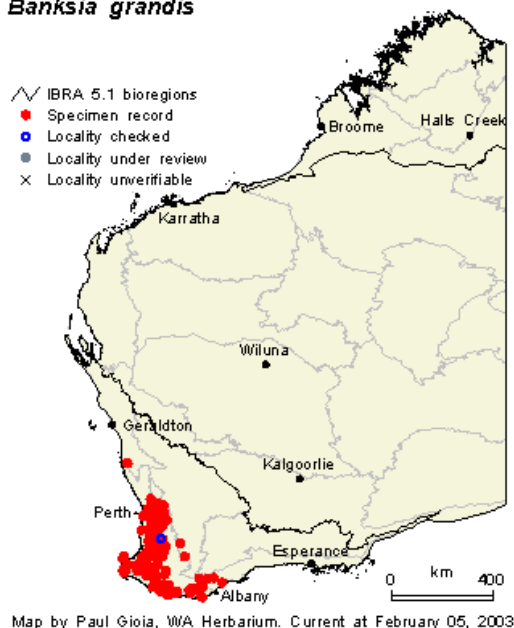 Banksia grandis
IBRA 5.1 bioregions
Specimen record
Locality checked
Locality under review
Locality unverifiable
Broome
Halls Creek
Karratha
Wiluna
Geraldton
Kalgoorlie
Perth
Esperance
Albany
0 km 400
Map by Paul Gioia, WA Herbarium. Current at February 05, 2003